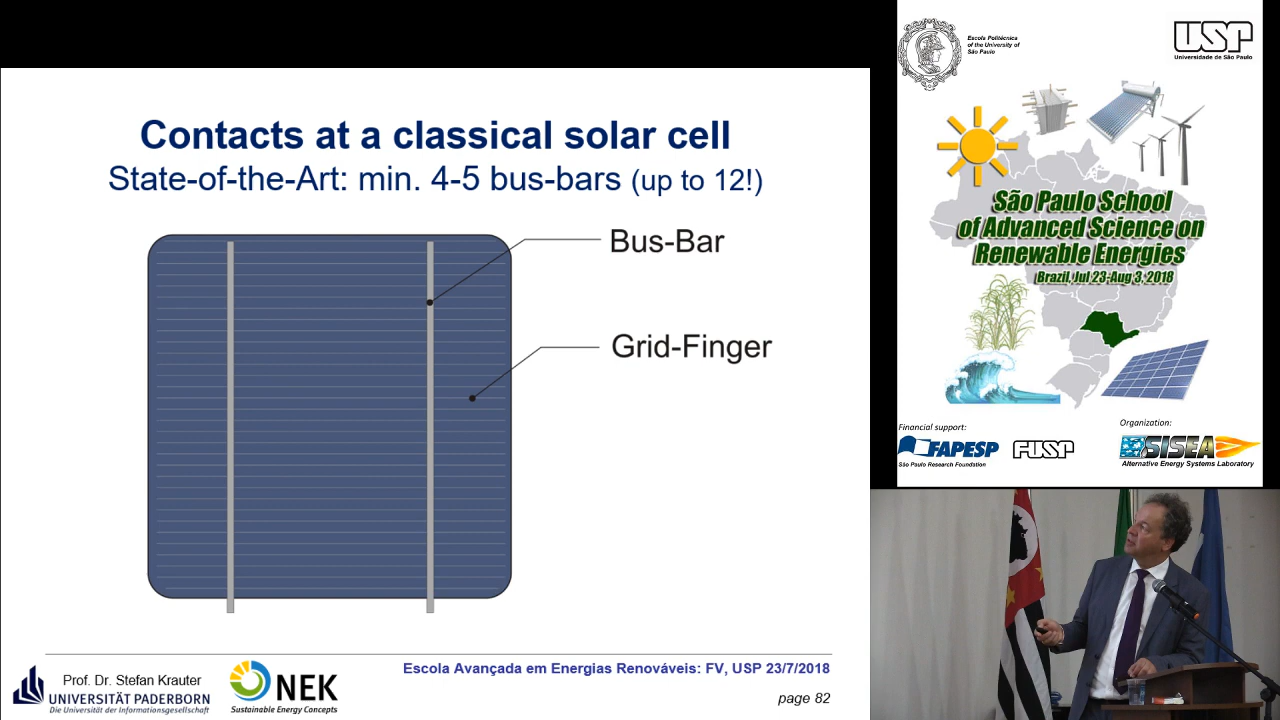 Contacts at a classical solar cell
State-of-the-Art: min. 4-5 bus-bars (up to 12!)
Bus-Bar
Grid-Finger
Prof. Dr. Stefan Krauter
UNIVERSITÄT PADERBORN
Die Universität der Informationsgesellschaft
NEK
Sustainable Energy Concepts
Escola Avançada em Energias Renováveis: FV, USP 23/7/2018
page 82
Escola Politécnica
of the University of
São Paulo
USP
Universidade de São Paulo
São Paulo School
of Advanced Science on
Renewable Energies
Brazil, Jul 23-Aug 3, 2018
Financial support:
FAPESP
São Paulo Research Foundation
FUSP
Organization:
SISEA
Alternative Energy Systems Laboratory